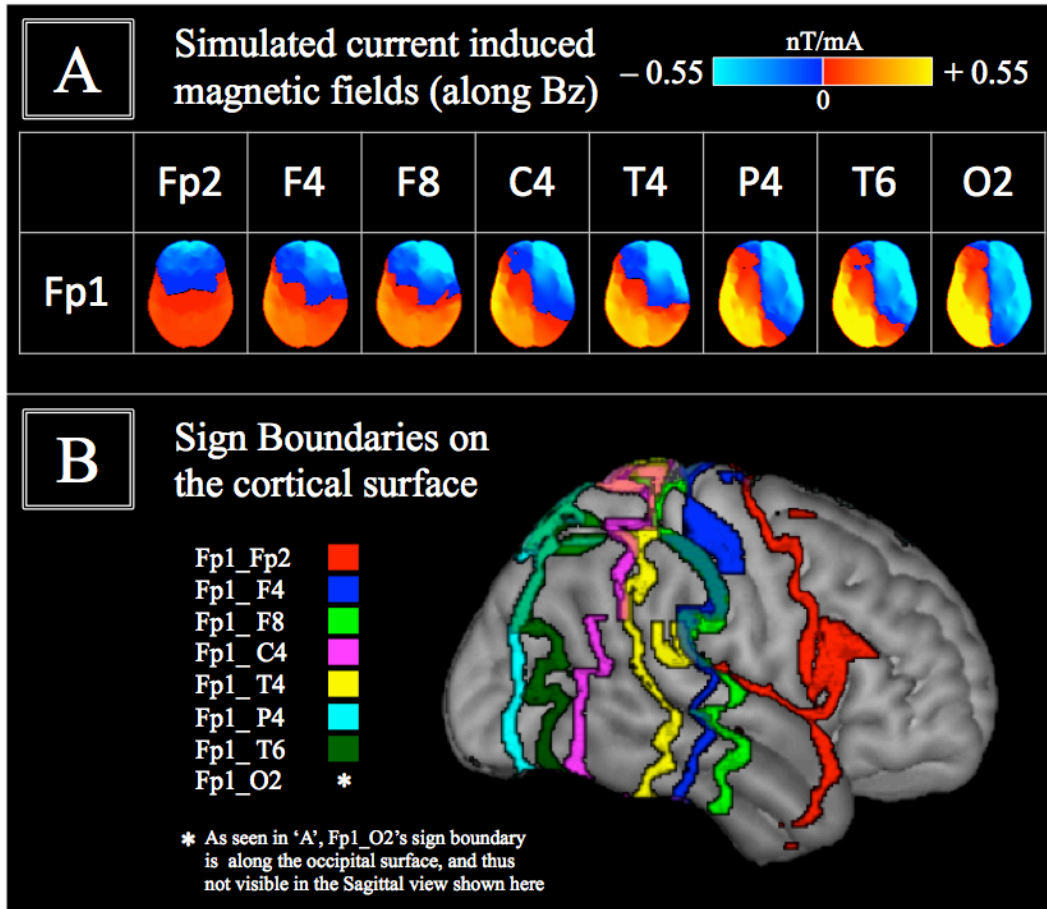 A
Simulated current induced
magnetic fields (along Bz)
nT/mA
– 0.55
+ 0.55
0
Fp2 F4 F8 C4 T4 P4 T6 O2
Fp1
B
Sign Boundaries on
the cortical surface
Fp1_Fp2
Fp1_ F4
Fp1_ F8
Fp1_ C4
Fp1_ T4
Fp1_ P4
Fp1_ T6
Fp1_O2 *
* As seen in ‘A’, Fp1_O2’s sign boundary
is along the occipital surface, and thus
not visible in the Sagittal view shown here